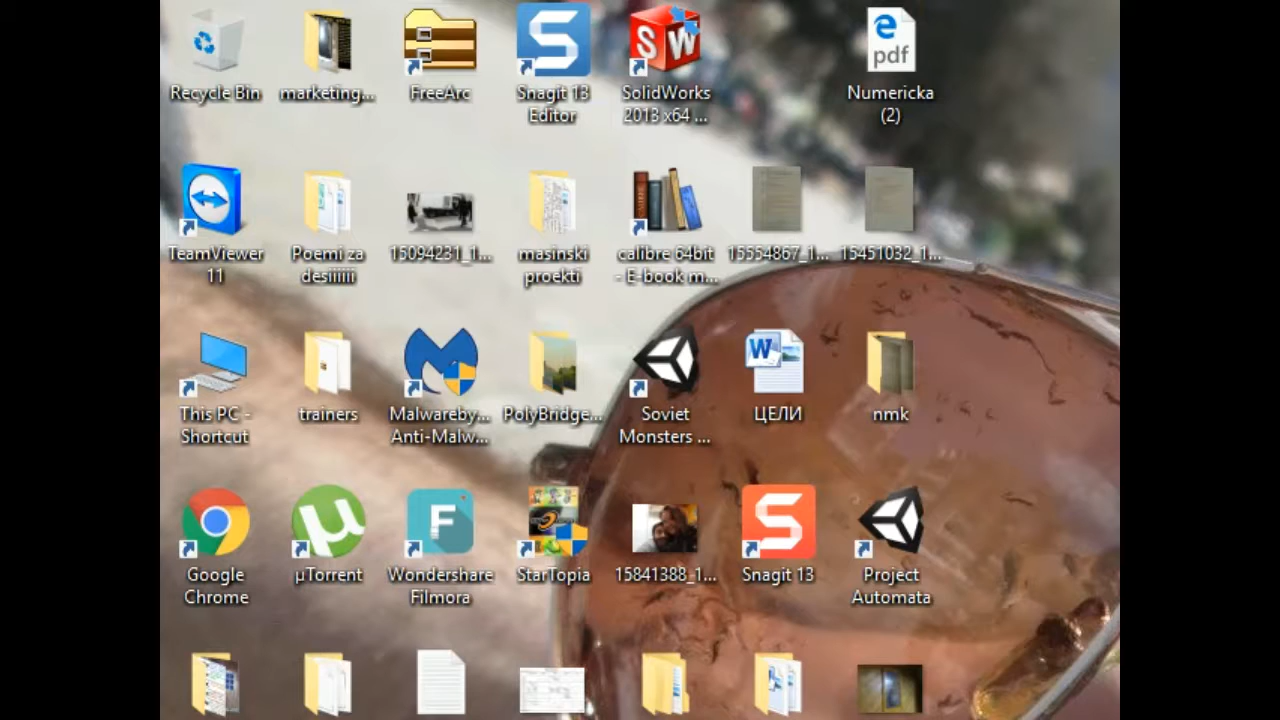 Recycle Bin
marketing...
FreeArc
Snagit 13
Editor
SolidWorks
2013 x64 ...
pdf
Numericka
(2)
TeamViewer
11
Poemi za
desiiiiii
15094231_1...
masinski
proekti
calibre 64bit
- E-book m...
15554867_1...
15451032_1...
This PC -
Shortcut
trainers
Malwareby...
Anti-Malw...
PolyBridge...
Soviet
Monsters ...
ЦЕЛИ
nmk
Google
Chrome
µTorrent
Wondershare
Filmora
StarTopia
15841388_1...
Snagit 13
Project
Automata